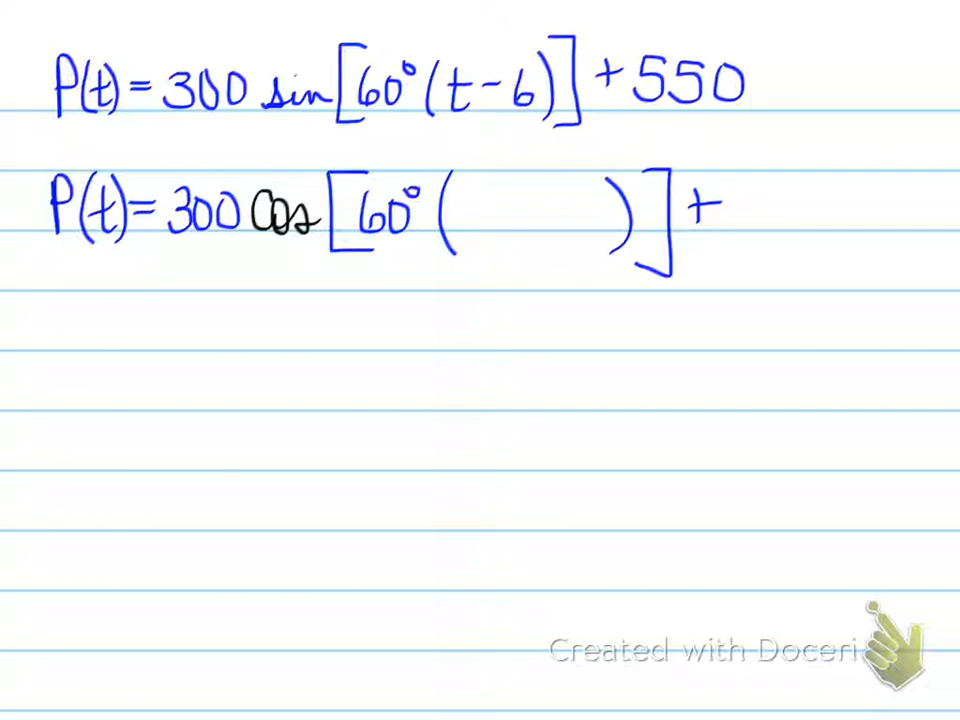 P(t) = 300 sin[60°(t - 6)] + 550
P(t) = 300 cos[60°( )] +
Created with Doceri